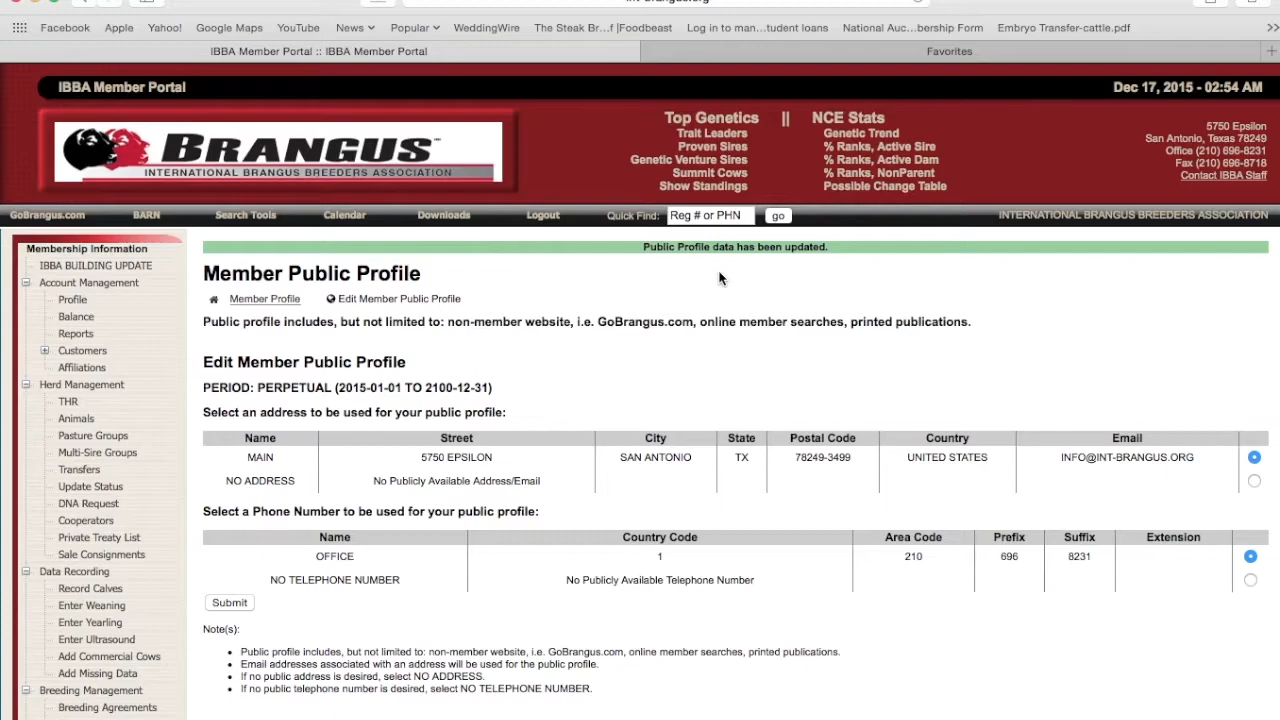 Facebook Apple Yahoo! Google Maps YouTube News Popular WeddingWire The Steak Br...f |Foodbeast Log in to man...tudent loans National Auc...bership Form Embryo Transfer-cattle.pdf >>
IBBA Member Portal :: IBBA Member Portal Favorites +
IBBA Member Portal Dec 17, 2015 - 02:54 AM
BRANGUS™
INTERNATIONAL BRANGUS BREEDERS ASSOCIATION
Top Genetics || NCE Stats
Trait Leaders Genetic Trend
Proven Sires % Ranks, Active Sire
Genetic Venture Sires % Ranks, Active Dam
Summit Cows % Ranks, NonParent
Show Standings Possible Change Table
5750 Epsilon
San Antonio, Texas 78249
Office (210) 696-8231
Fax (210) 696-8718
Contact IBBA Staff
GoBrangus.com BARN Search Tools Calendar Downloads Logout Quick Find: Reg # or PHN go INTERNATIONAL BRANGUS BREEDERS ASSOCIATION
Membership Information
IBBA BUILDING UPDATE
Account Management
Profile
Balance
Reports
Customers
Affiliations
Herd Management
THR
Animals
Pasture Groups
Multi-Sire Groups
Transfers
Update Status
DNA Request
Cooperators
Private Treaty List
Sale Consignments
Data Recording
Record Calves
Enter Weaning
Enter Yearling
Enter Ultrasound
Add Commercial Cows
Add Missing Data
Breeding Management
Breeding Agreements
Public Profile data has been updated.
Member Public Profile
Member Profile Edit Member Public Profile
Public profile includes, but not limited to: non-member website, i.e. GoBrangus.com, online member searches, printed publications.
Edit Member Public Profile
PERIOD: PERPETUAL (2015-01-01 TO 2100-12-31)
Select an address to be used for your public profile:
Name Street City State Postal Code Country Email
MAIN 5750 EPSILON SAN ANTONIO TX 78249-3499 UNITED STATES INFO@INT-BRANGUS.ORG
NO ADDRESS No Publicly Available Address/Email
Select a Phone Number to be used for your public profile:
Name Country Code Area Code Prefix Suffix Extension
OFFICE 1 210 696 8231
NO TELEPHONE NUMBER No Publicly Available Telephone Number
Submit
Note(s):
• Public profile includes, but not limited to: non-member website, i.e. GoBrangus.com, online member searches, printed publications.
• Email addresses associated with an address will be used for the public profile.
• If no public address is desired, select NO ADDRESS.
• If no public telephone number is desired, select NO TELEPHONE NUMBER.